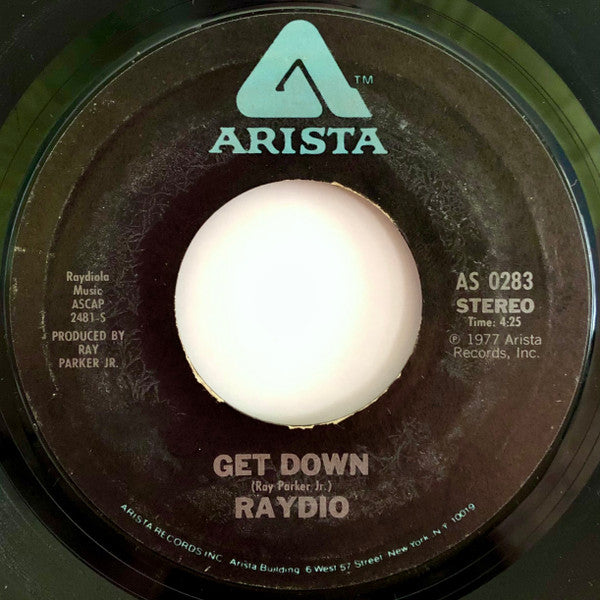 TM
ARISTA
Raydiola
Music
ASCAP
2481-S
PRODUCED BY
RAY
PARKER JR.
AS 0283
STEREO
Time: 4:25
℗ 1977 Arista
Records, Inc.
GET DOWN
(Ray Parker Jr.)
RAYDIO
ARISTA RECORDS INC. Arista Building 6 West 57 Street, New York, N.Y. 10019